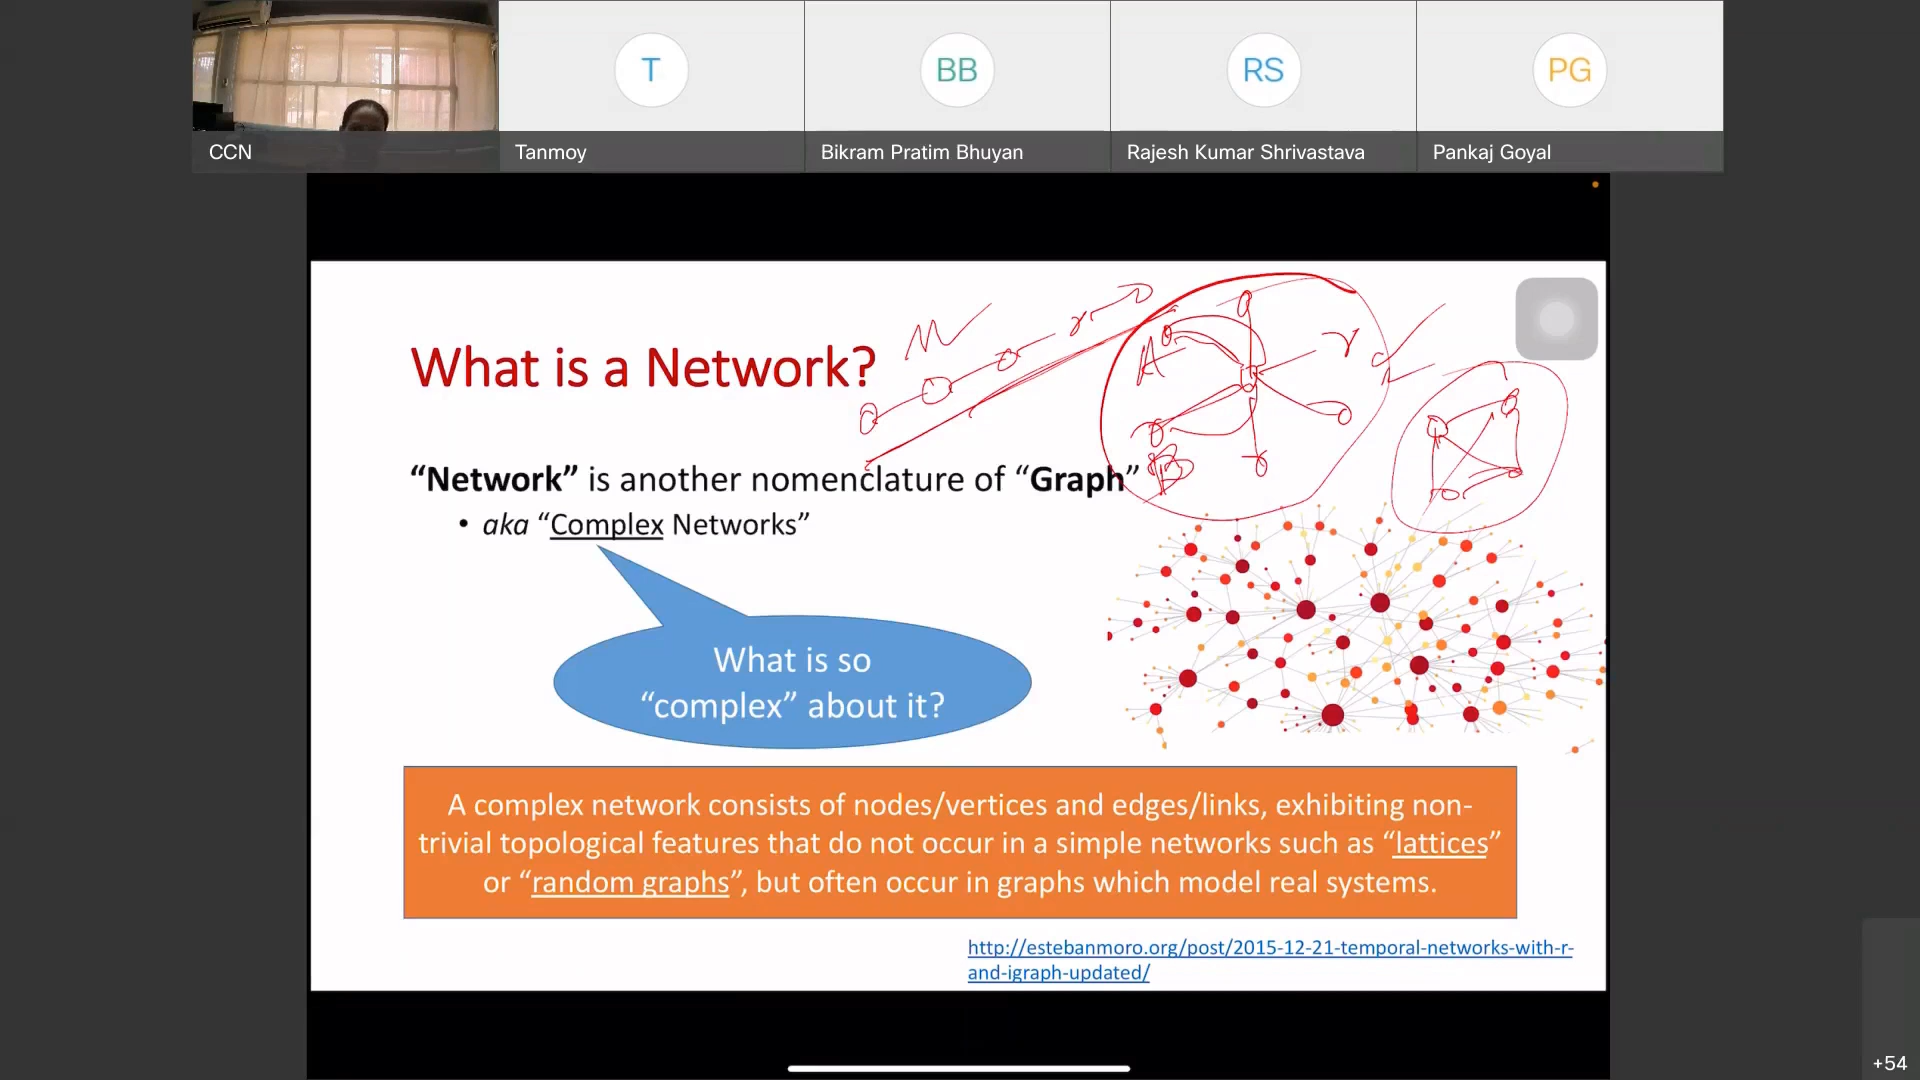 T
BB
RS
PG
CCN
Tanmoy
Bikram Pratim Bhuyan
Rajesh Kumar Shrivastava
Pankaj Goyal
What is a Network?
“Network” is another nomenclature of “Graph”
• aka “Complex Networks”
A
B
What is so
“complex” about it?
A complex network consists of nodes/vertices and edges/links, exhibiting non-
trivial topological features that do not occur in a simple networks such as “lattices”
or “random graphs”, but often occur in graphs which model real systems.
http://estebanmoro.org/post/2015-12-21-temporal-networks-with-r-
and-igraph-updated/
+54